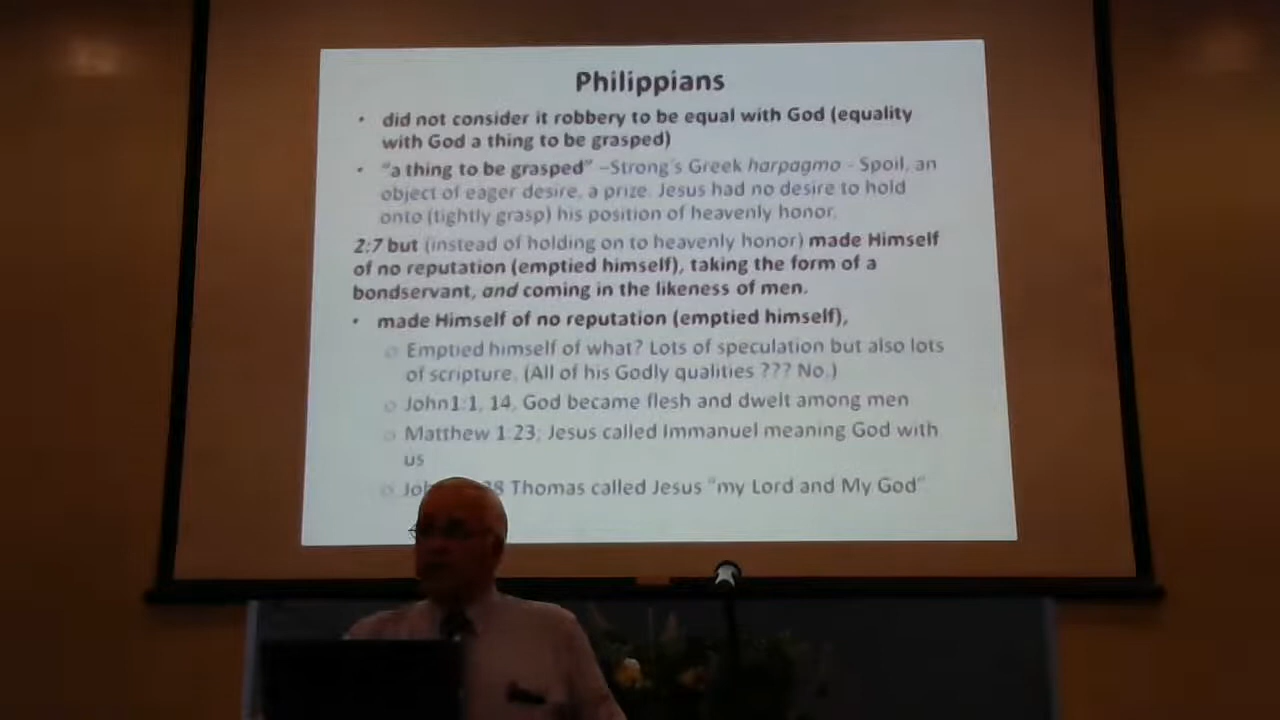 Philippians
• did not consider it robbery to be equal with God (equality
with God a thing to be grasped)
• "a thing to be grasped" –Strong's Greek harpagmo - Spoil, an
object of eager desire, a prize. Jesus had no desire to hold
onto (tightly grasp) his position of heavenly honor.
2:7 but (instead of holding on to heavenly honor) made Himself
of no reputation (emptied himself), taking the form of a
bondservant, and coming in the likeness of men.
• made Himself of no reputation (emptied himself),
o Emptied himself of what? Lots of speculation but also lots
of scripture. (All of his Godly qualities ??? No.)
o John1:1, 14, God became flesh and dwelt among men
o Matthew 1:23; Jesus called Immanuel meaning God with
us
o Thomas called Jesus "my Lord and My God"